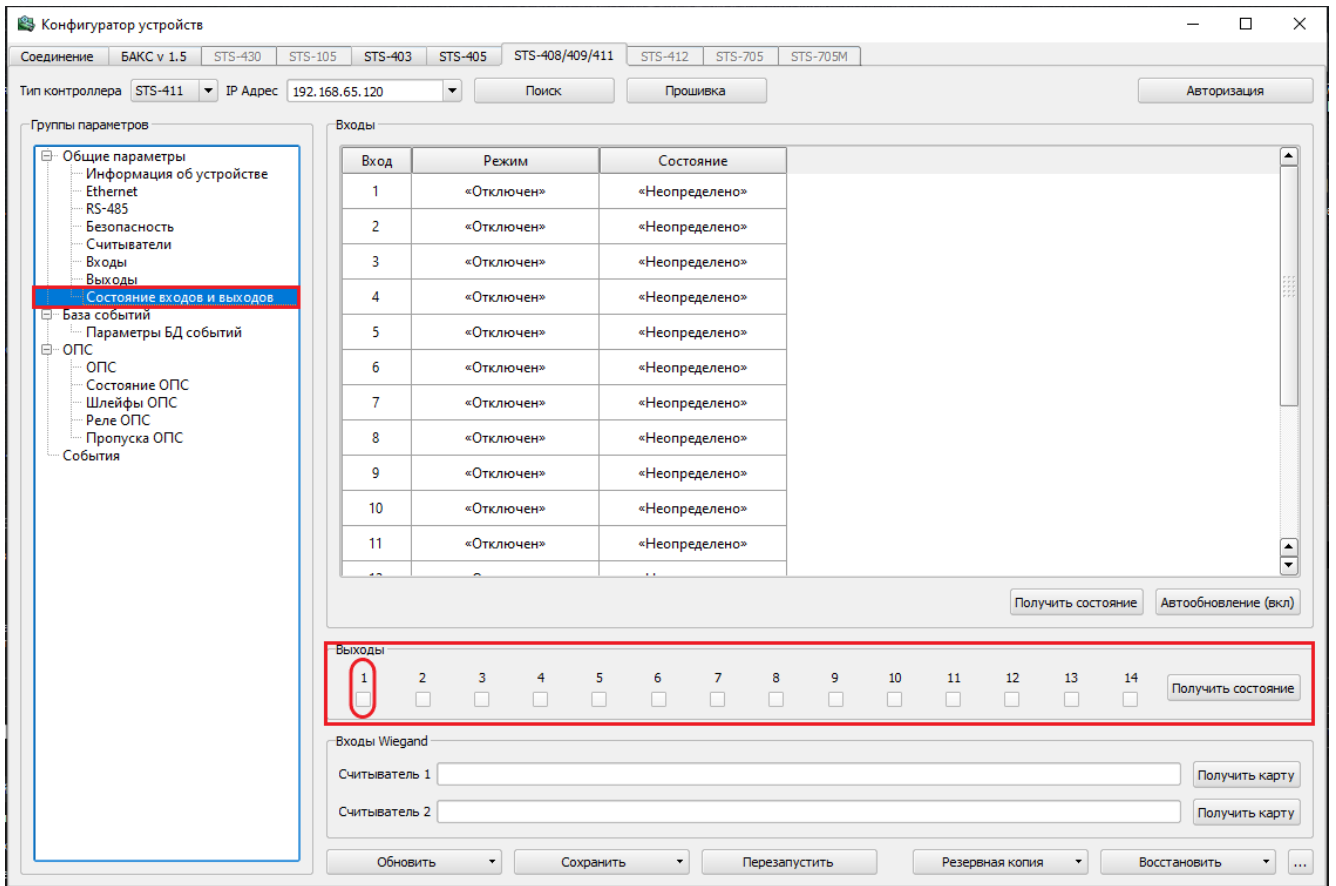 Конфигуратор устройств
Соединение БАКС v 1.5 STS-430 STS-105 STS-403 STS-405 STS-408/409/411 STS-412 STS-705 STS-705M
Тип контроллера STS-411 IP Адрес 192.168.65.120 Поиск Прошивка Авторизация
Группы параметров
Общие параметры
Информация об устройстве
Ethernet
RS-485
Безопасность
Считыватели
Входы
Выходы
Состояние входов и выходов
База событий
Параметры БД событий
ОПС
ОПС
Состояние ОПС
Шлейфы ОПС
Реле ОПС
Пропуска ОПС
События
Входы
Вход Режим Состояние
1 «Отключен» «Неопределено»
2 «Отключен» «Неопределено»
3 «Отключен» «Неопределено»
4 «Отключен» «Неопределено»
5 «Отключен» «Неопределено»
6 «Отключен» «Неопределено»
7 «Отключен» «Неопределено»
8 «Отключен» «Неопределено»
9 «Отключен» «Неопределено»
10 «Отключен» «Неопределено»
11 «Отключен» «Неопределено»
Получить состояние Автообновление (вкл)
Выходы
1 2 3 4 5 6 7 8 9 10 11 12 13 14
Получить состояние
Входы Wiegand
Считыватель 1 Получить карту
Считыватель 2 Получить карту
Обновить Сохранить Перезапустить Резервная копия Восстановить ...